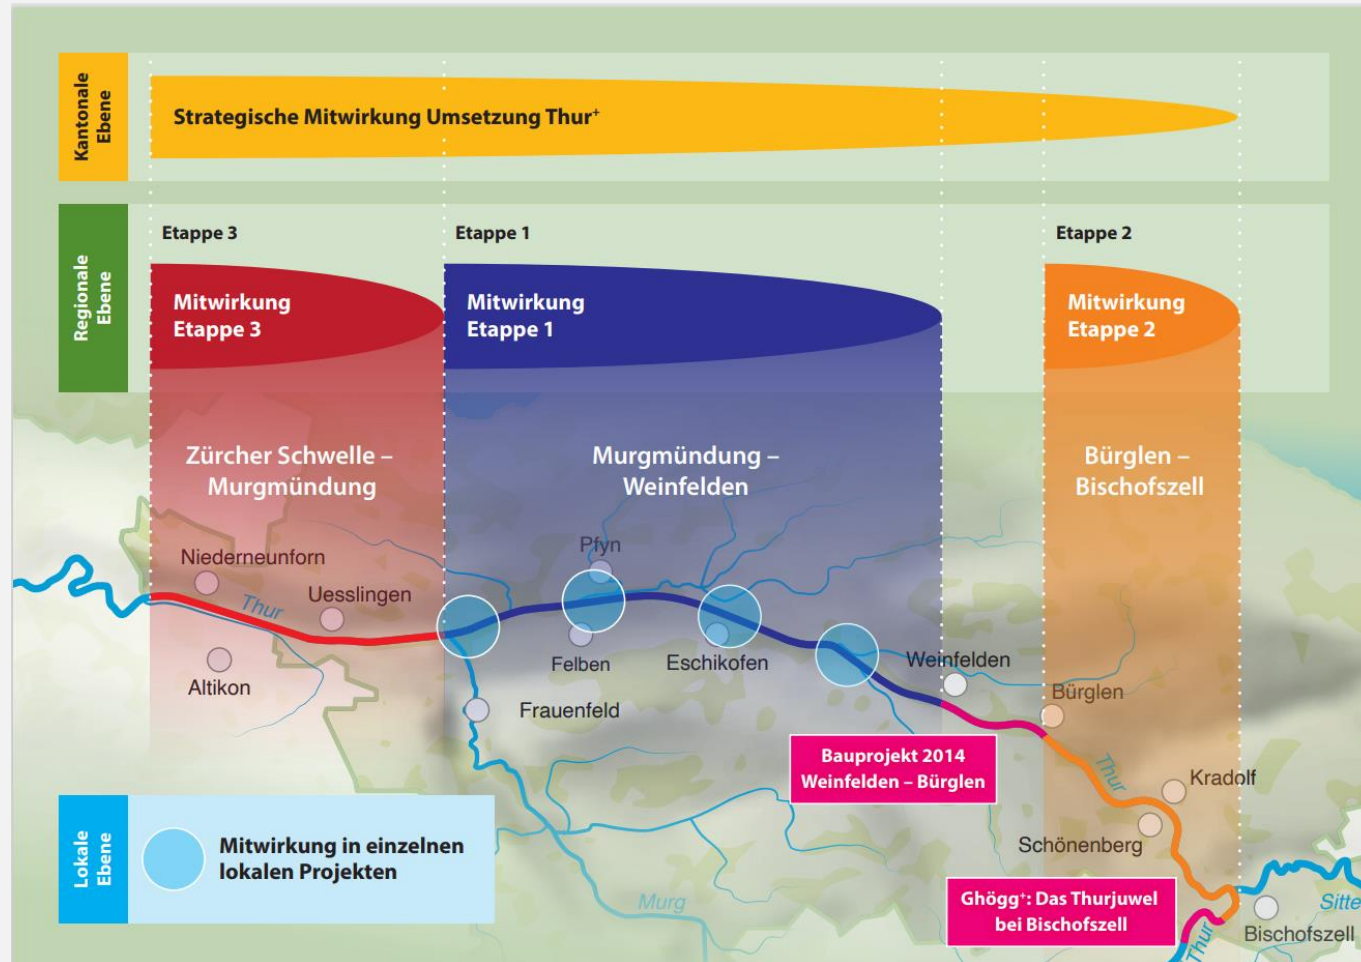 Kantonale
Ebene
Strategische Mitwirkung Umsetzung Thur⁺
Regionale
Ebene
Etappe 3
Etappe 1
Etappe 2
Mitwirkung
Etappe 3
Mitwirkung
Etappe 1
Mitwirkung
Etappe 2
Zürcher Schwelle –
Murgmündung
Murgmündung –
Weinfelden
Bürglen –
Bischofszell
Niederneunforn
Thur
Uesslingen
Altikon
Pfyn
Felben
Eschikofen
Frauenfeld
Weinfelden
Bürglen
Bauprojekt 2014
Weinfelden – Bürglen
Thur
Kradolf
Schönenberg
Lokale
Ebene
Mitwirkung in einzelnen
lokalen Projekten
Murg
Ghögg⁺: Das Thurjuwel
bei Bischofszell
Thur
Sitte
Bischofszell